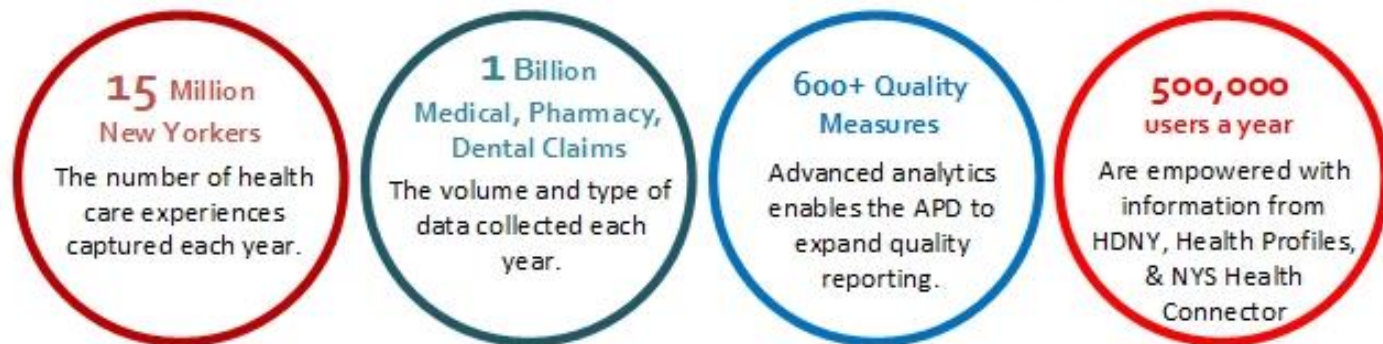 15 Million
New Yorkers
The number of health
care experiences
captured each year.
1 Billion
Medical, Pharmacy,
Dental Claims
The volume and type of
data collected each
year.
600+ Quality
Measures
Advanced analytics
enables the APD to
expand quality
reporting.
500,000
users a year
Are empowered with
information from
HDNY, Health Profiles,
& NYS Health
Connector